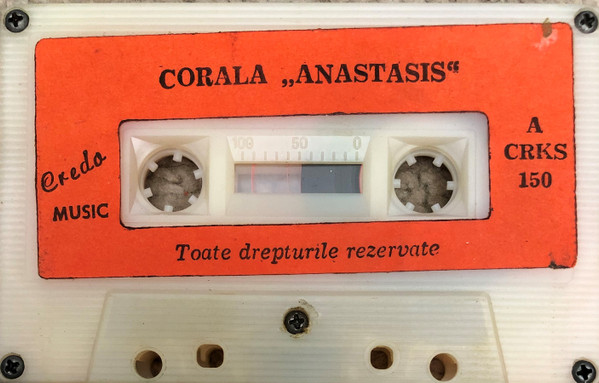 CORALA „ANASTASIS“
Credo
MUSIC
100 50 0
A
CRKS
150
Toate drepturile rezervate